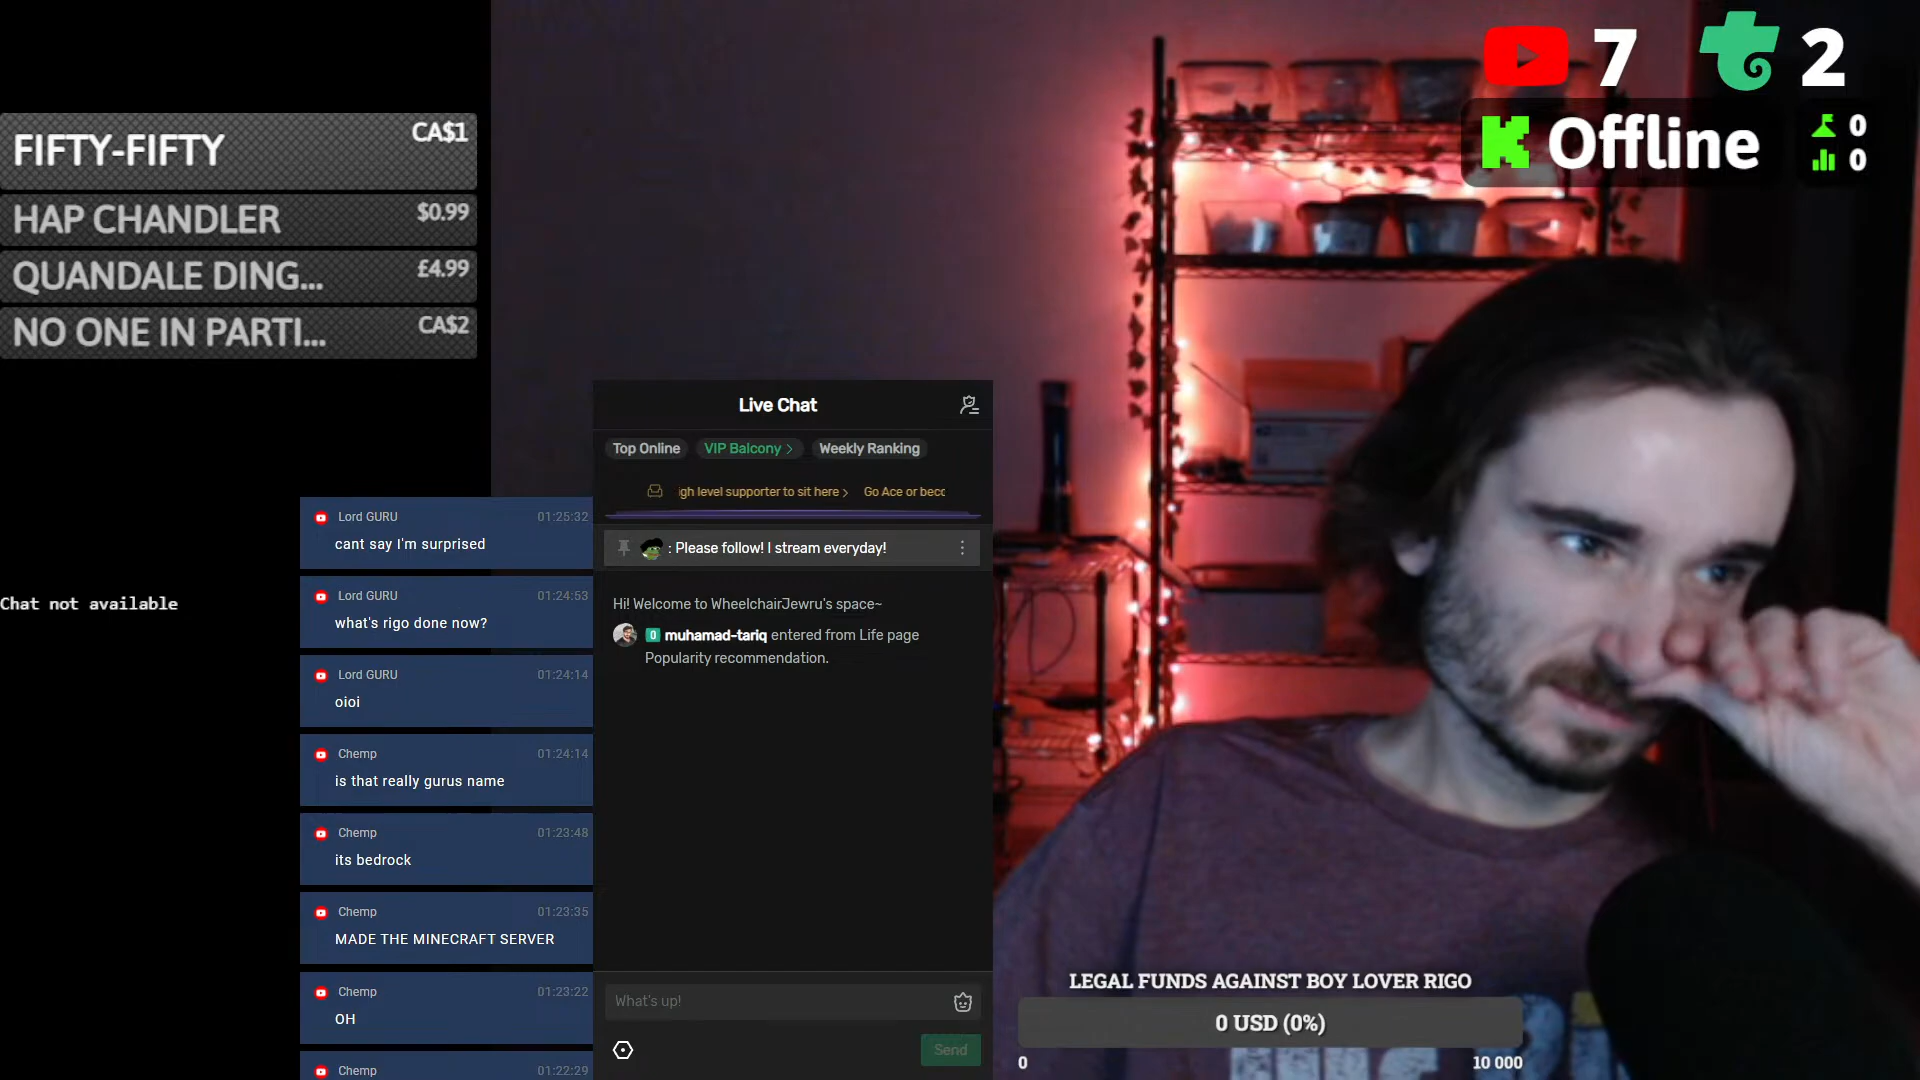 7
2
Offline
0
0
FIFTY-FIFTY
CA$1
HAP CHANDLER
$0.99
QUANDALE DING...
£4.99
NO ONE IN PARTI...
CA$2
Chat not available
Lord GURU 01:25:32
cant say I'm surprised
Lord GURU 01:24:53
what's rigo done now?
Lord GURU 01:24:14
oioi
Chemp 01:24:14
is that really gurus name
Chemp 01:23:48
its bedrock
Chemp 01:23:35
MADE THE MINECRAFT SERVER
Chemp 01:23:22
OH
Chemp 01:22:29
Live Chat
Top Online VIP Balcony > Weekly Ranking
igh level supporter to sit here > Go Ace or becc
: Please follow! I stream everyday!
Hi! Welcome to WheelchairJewru's space~
0 muhamad-tariq entered from Life page
Popularity recommendation.
What's up!
Send
LEGAL FUNDS AGAINST BOY LOVER RIGO
0 USD (0%)
0
10 000